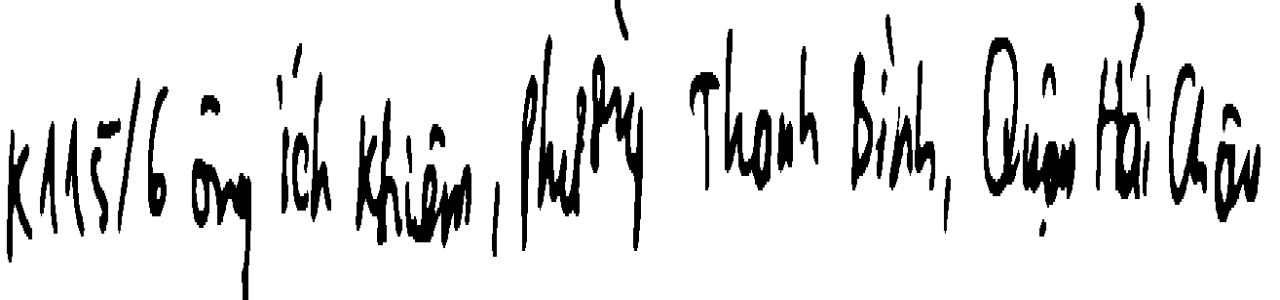 K115/6 ông ích Khiêm, Phường Thanh Bình, Quận Hải Châu